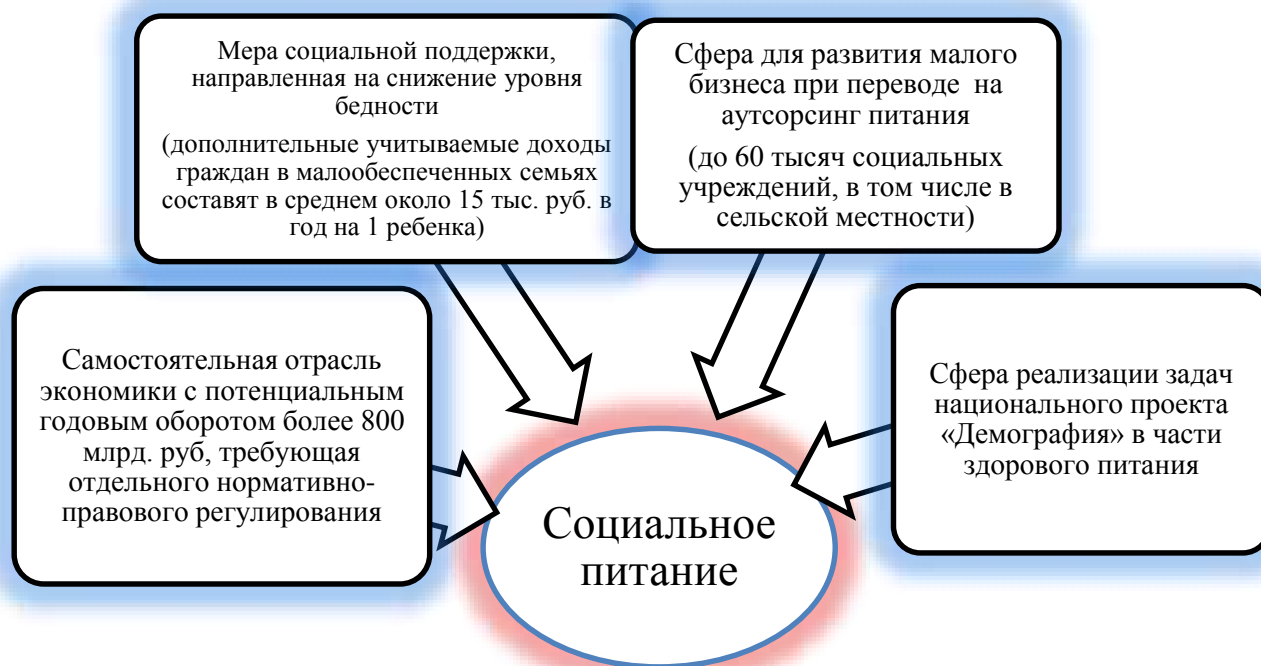 Мера социальной поддержки,
направленная на снижение уровня
бедности
(дополнительные учитываемые доходы
граждан в малообеспеченных семьях
составят в среднем около 15 тыс. руб. в
год на 1 ребенка)
Сфера для развития малого
бизнеса при переводе на
аутсорсинг питания
(до 60 тысяч социальных
учреждений, в том числе в
сельской местности)
Самостоятельная отрасль
экономики с потенциальным
годовым оборотом более 800
млрд. руб, требующая
отдельного нормативно-
правового регулирования
Сфера реализации задач
национального проекта
«Демография» в части
здорового питания
Социальное
питание